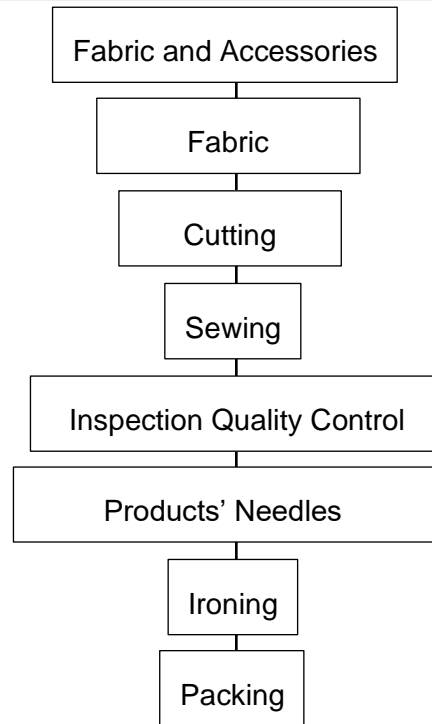 Fabric and Accessories
Fabric
Cutting
Sewing
Inspection Quality Control
Products’ Needles
Ironing
Packing